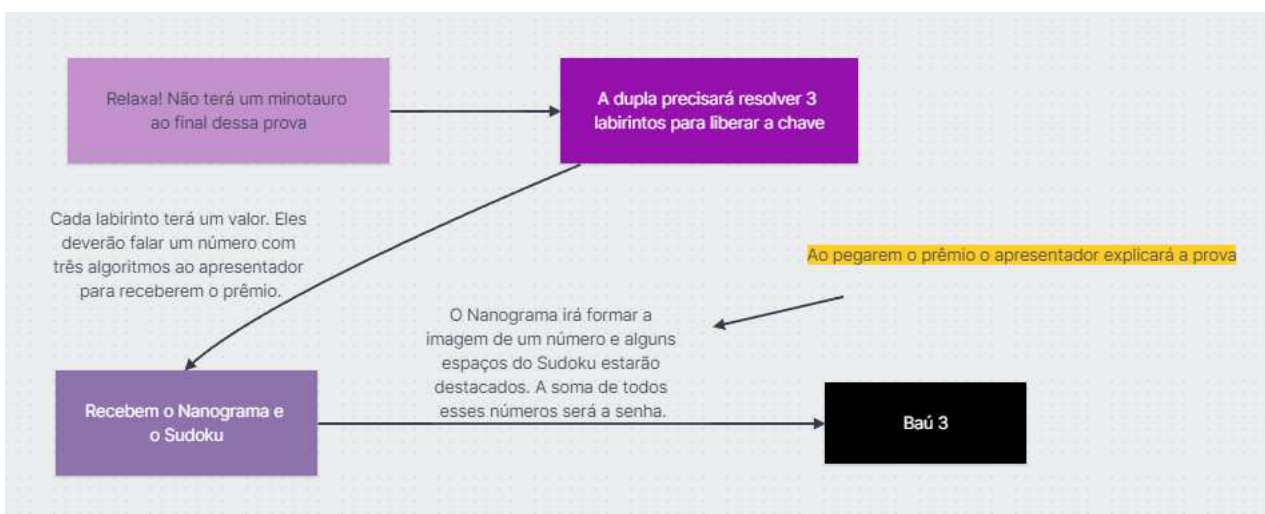 Relaxa! Não terá um minotauro
ao final dessa prova
A dupla precisará resolver 3
labirintos para liberar a chave
Cada labirinto terá um valor. Eles
deverão falar um número com
três algoritmos ao apresentador
para receberem o prêmio.
Ao pegarem o prêmio o apresentador explicará a prova
O Nanograma irá formar a
imagem de um número e alguns
espaços do Sudoku estarão
destacados. A soma de todos
esses números será a senha.
Recebem o Nanograma e
o Sudoku
Baú 3